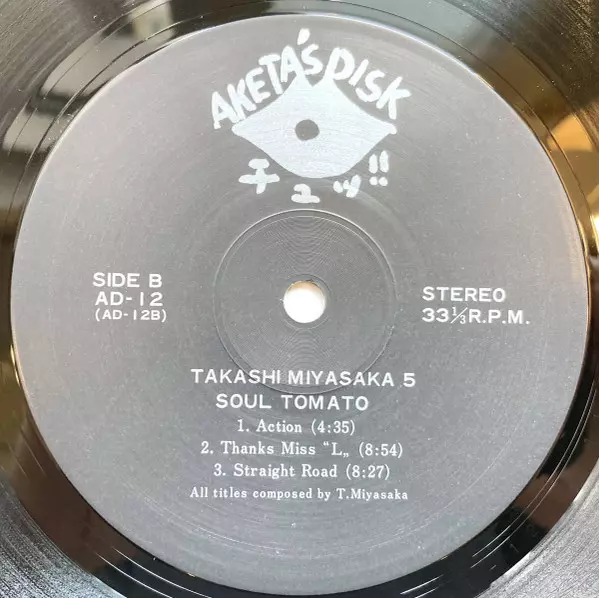 AKETA'S DISK
チュッ!!
SIDE B
AD-12
(AD-12B)
STEREO
33⅓R.P.M.
TAKASHI MIYASAKA 5
SOUL TOMATO
1. Action (4:35)
2. Thanks Miss “L„ (8:54)
3. Straight Road (8:27)
All titles composed by T.Miyasaka